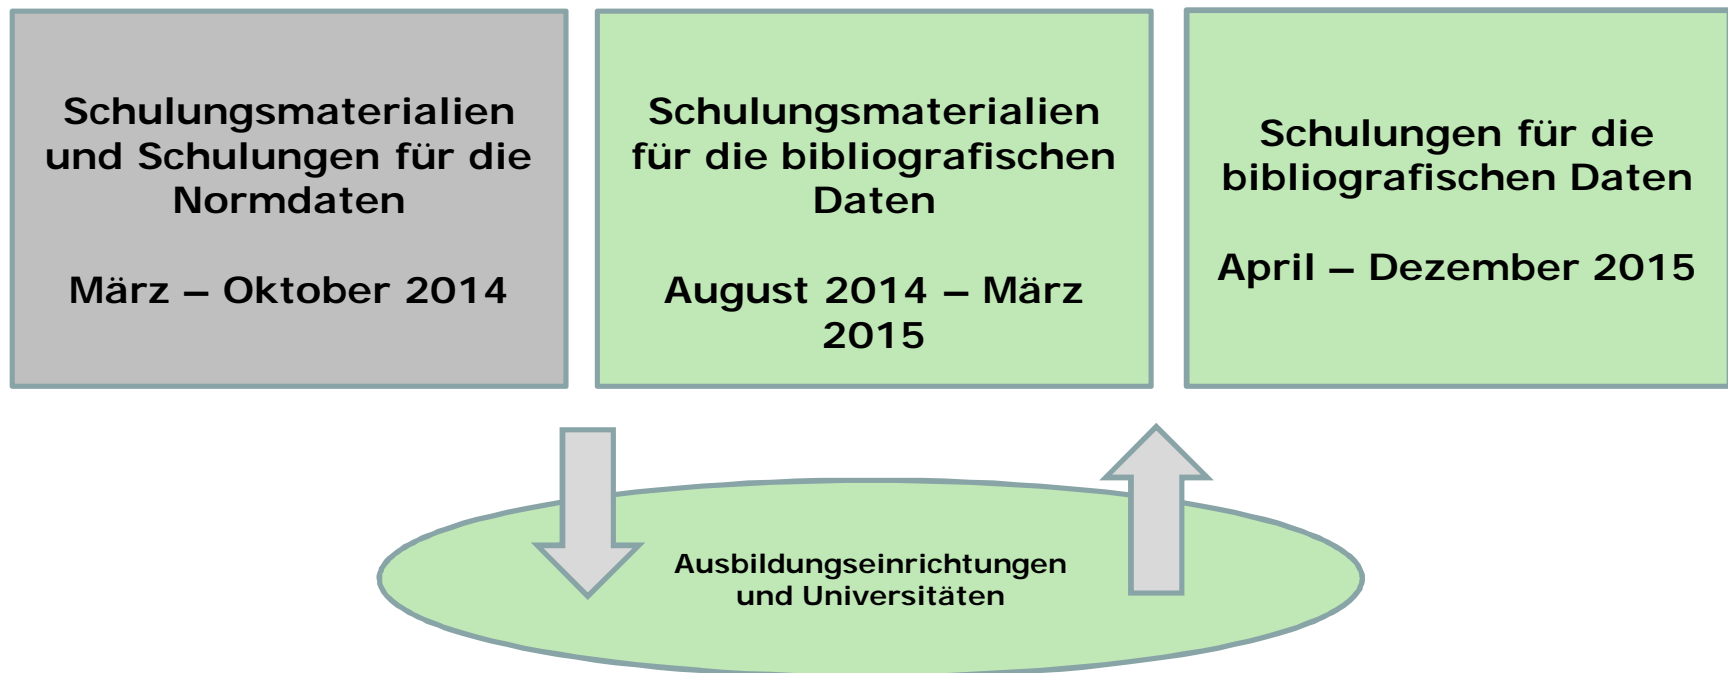 Schulungsmaterialien
und Schulungen für die
Normdaten
März – Oktober 2014
Schulungsmaterialien
für die bibliografischen
Daten
August 2014 – März
2015
Schulungen für die
bibliografischen Daten
April – Dezember 2015
Ausbildungseinrichtungen
und Universitäten